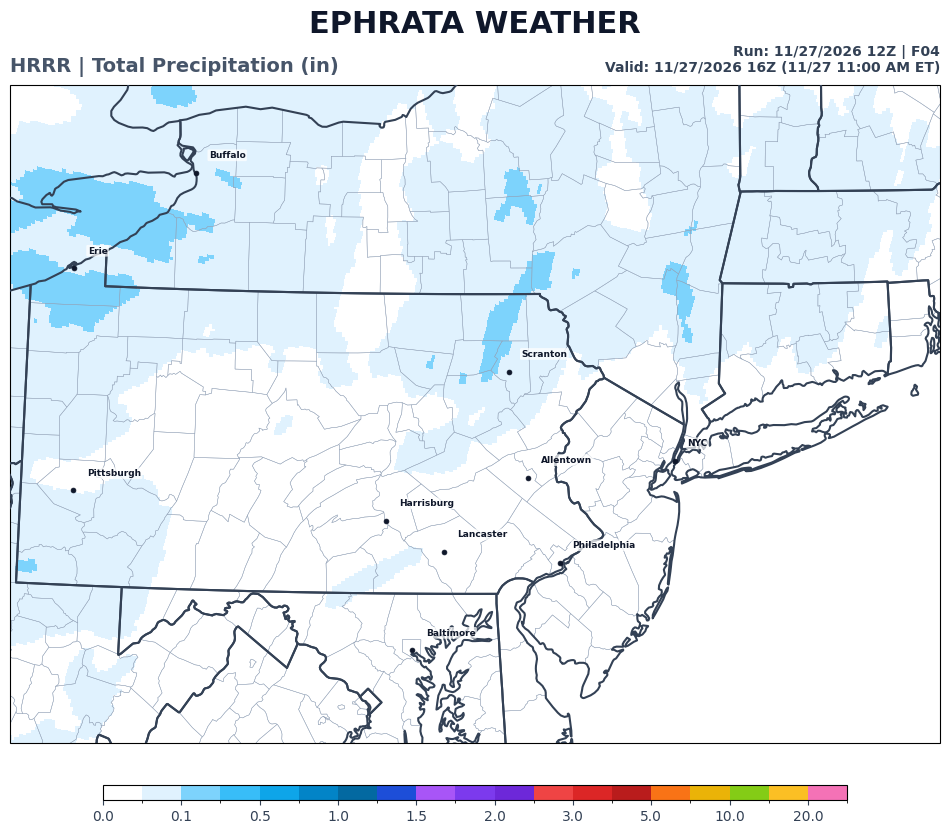 EPHRATA WEATHER
HRRR | Total Precipitation (in)
Run: 11/27/2026 12Z | F04
Valid: 11/27/2026 16Z (11/27 11:00 AM ET)
Buffalo
Erie
Scranton
NYC
Allentown
Pittsburgh
Harrisburg
Lancaster
Philadelphia
Baltimore
0.0 0.1 0.5 1.0 1.5 2.0 3.0 5.0 10.0 20.0